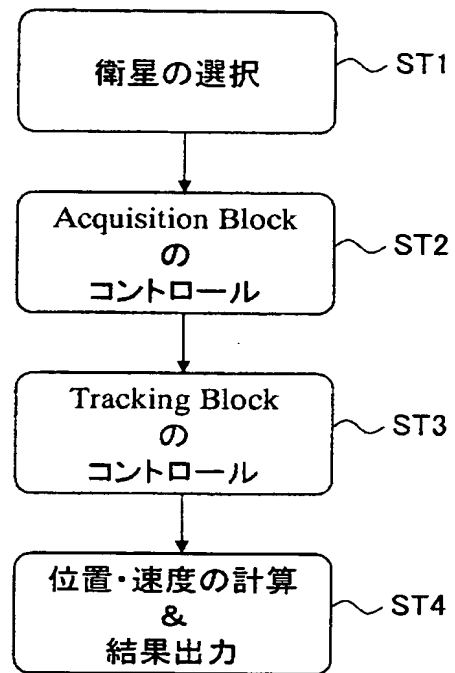 衛星の選択
ST1
Acquisition Block
の
コントロール
ST2
Tracking Block
の
コントロール
ST3
位置・速度の計算
&
結果出力
ST4